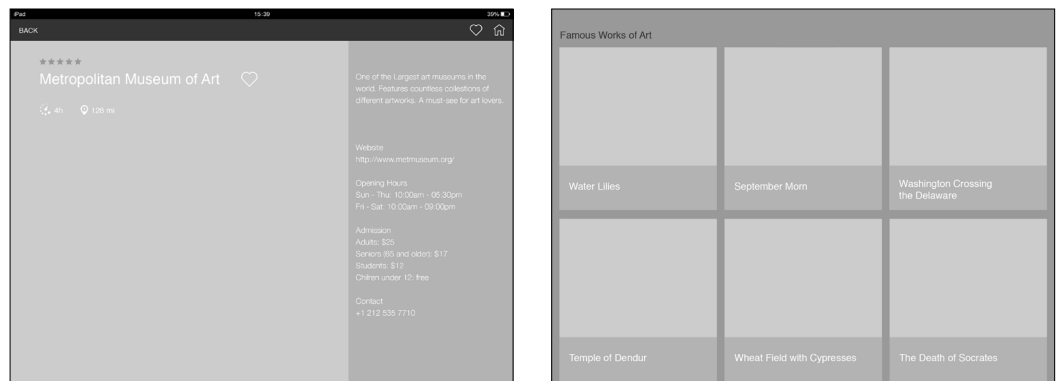 iPad
15:39
39%
BACK
Metropolitan Museum of Art
4h
128 mi
One of the Largest art museums in the
world. Features countless collestions of
different artworks. A must-see for art lovers.
Website
http://www.metmuseum.org/
Opening Hours
Sun - Thu: 10:00am - 05:30pm
Fri - Sat: 10:00am - 09:00pm
Admission
Adults: $25
Seniors (65 and older): $17
Students: $12
Chilren under 12: free
Contact
+1 212 535 7710
Famous Works of Art
Water Lilies
September Morn
Washington Crossing
the Delaware
Temple of Dendur
Wheat Field with Cypresses
The Death of Socrates